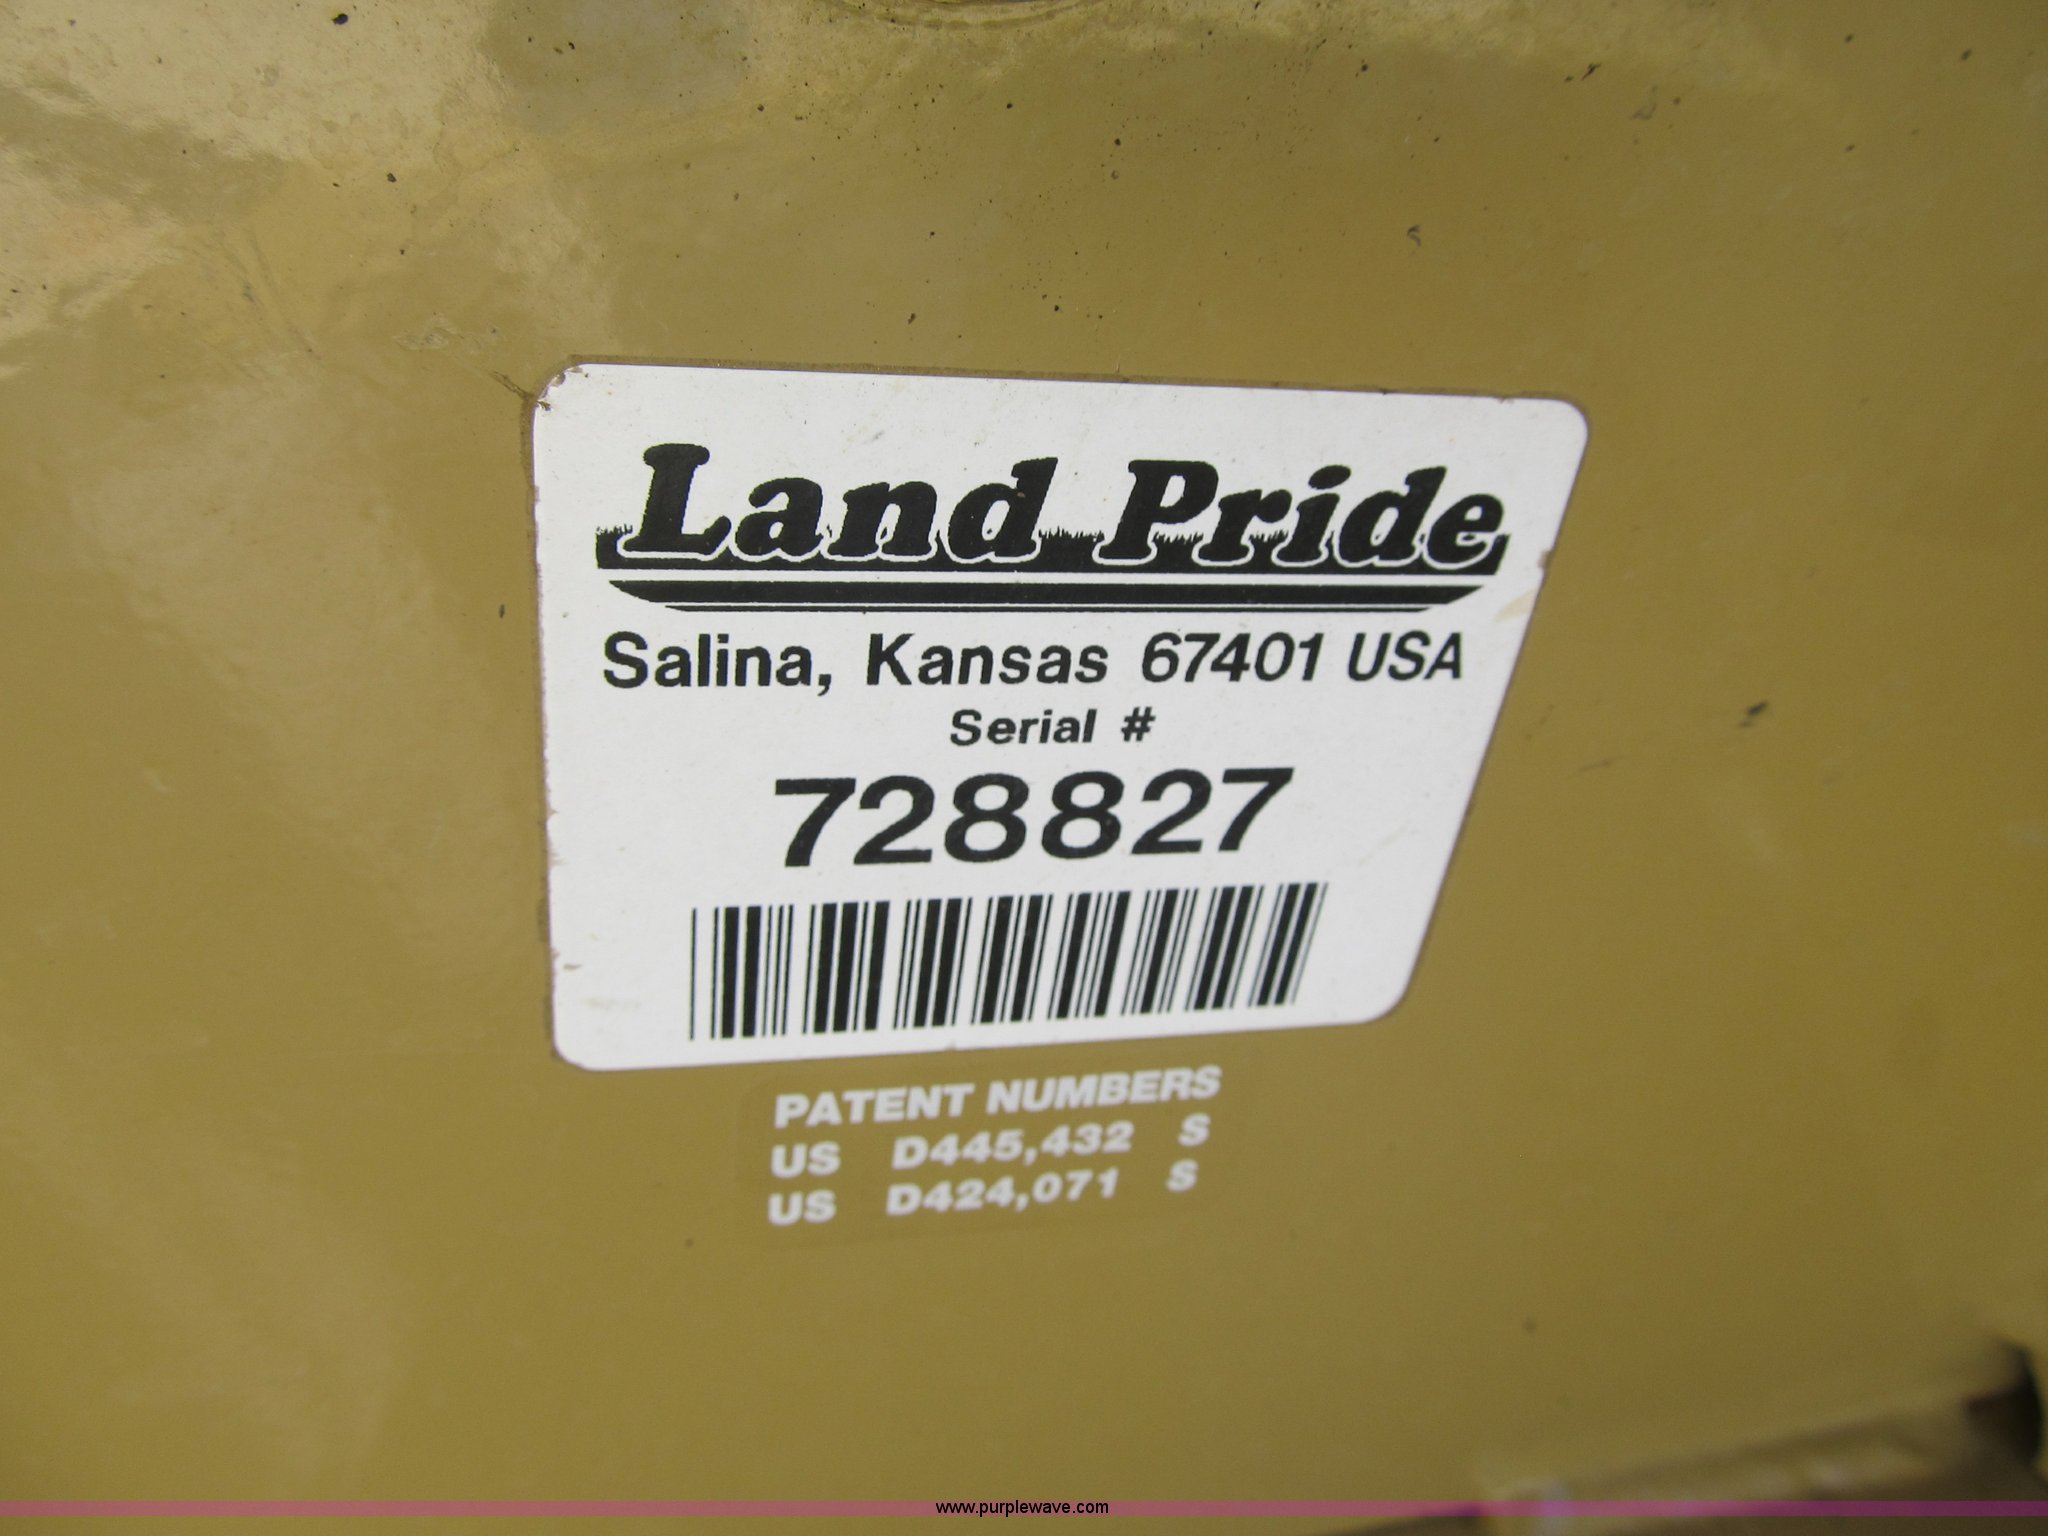 Land Pride
Salina, Kansas 67401 USA
Serial #
728827
PATENT NUMBERS
US D445,432 S
US D424,071 S
www.purplewave.com